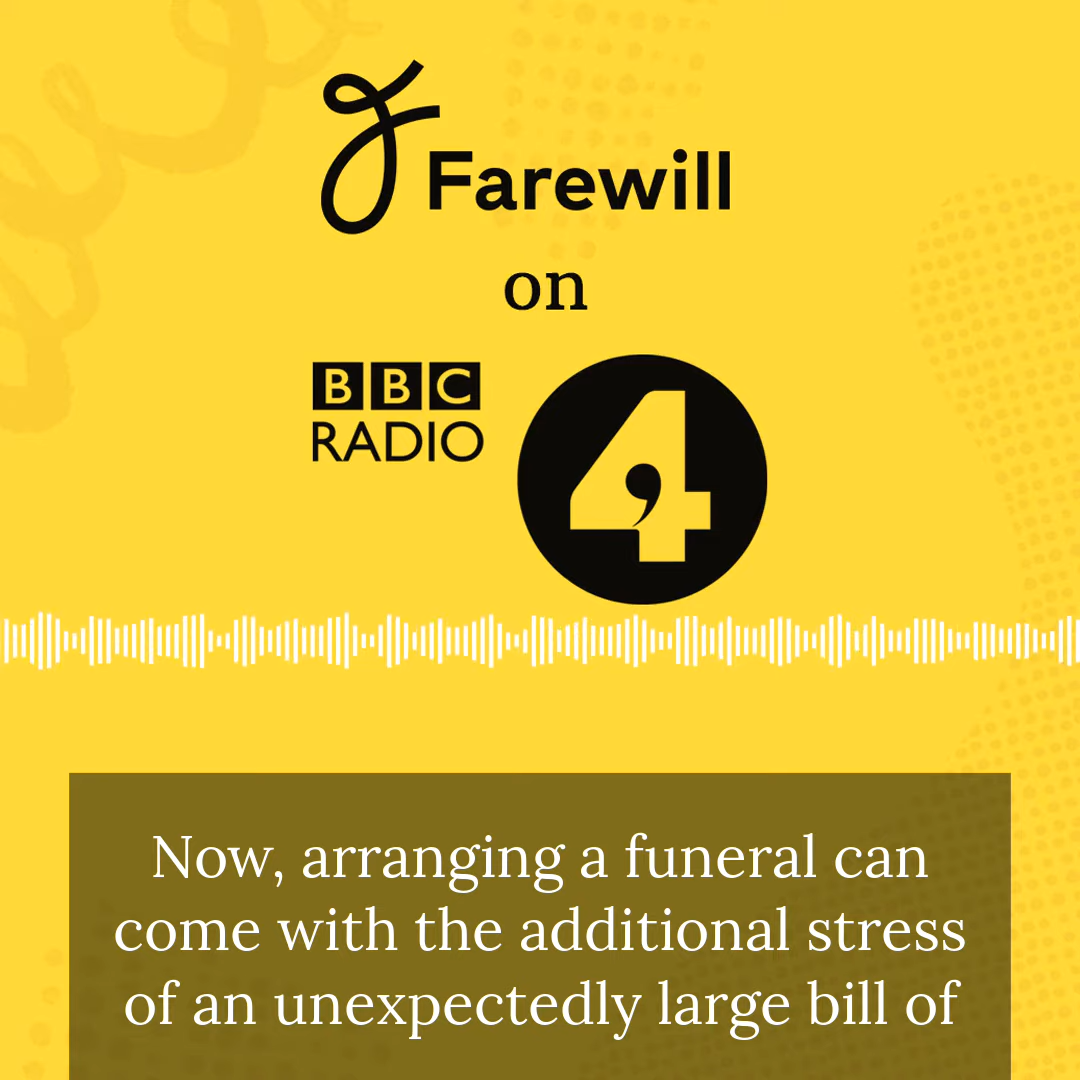 Farewill
on
BBC
RADIO
4
Now, arranging a funeral can
come with the additional stress
of an unexpectedly large bill of